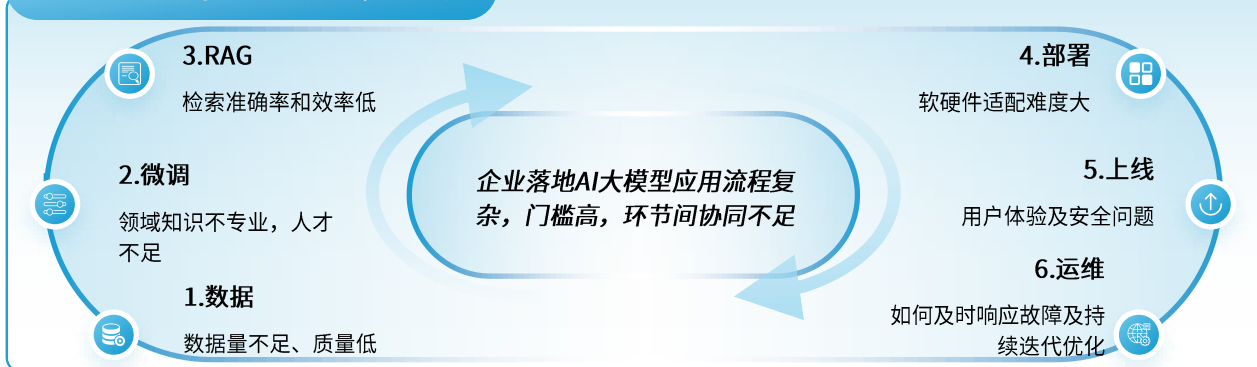 3.RAG
检索准确率和效率低
4.部署
软硬件适配难度大
2.微调
领域知识不专业，人才
不足
企业落地AI大模型应用流程复
杂，门槛高，环节间协同不足
5.上线
用户体验及安全问题
1.数据
数据量不足、质量低
6.运维
如何及时响应故障及持
续迭代优化